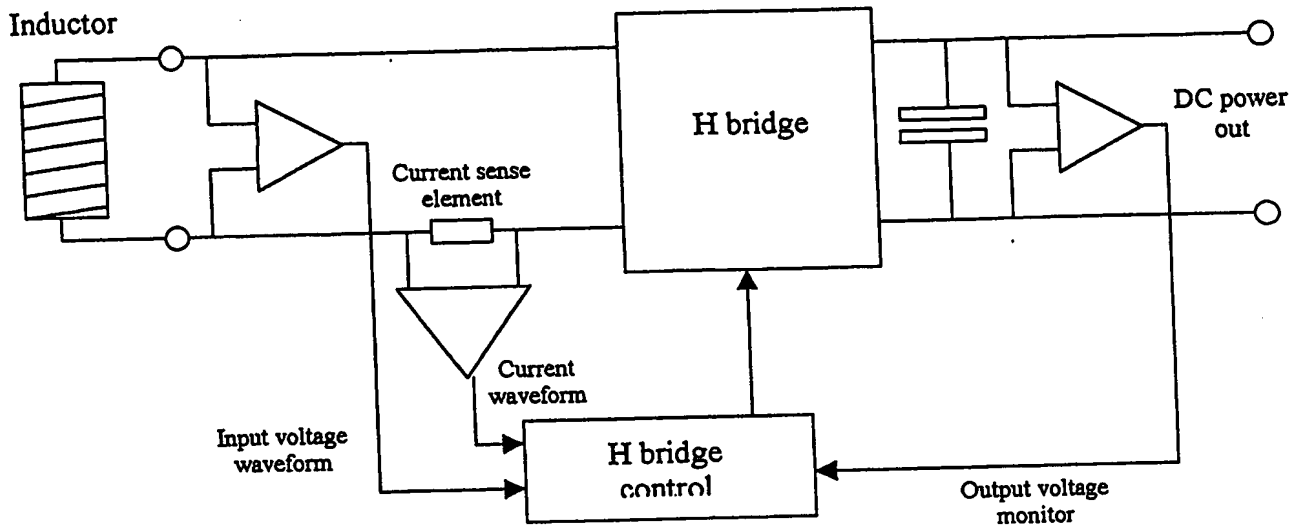 Inductor
H bridge
DC power
out
Current sense
element
Current
waveform
Input voltage
waveform
H bridge
control
Output voltage
monitor